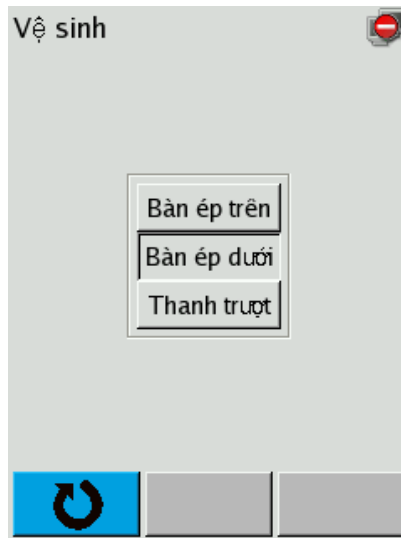 Vệ sinh
Bàn ép trên
Bàn ép dưới
Thanh trượt